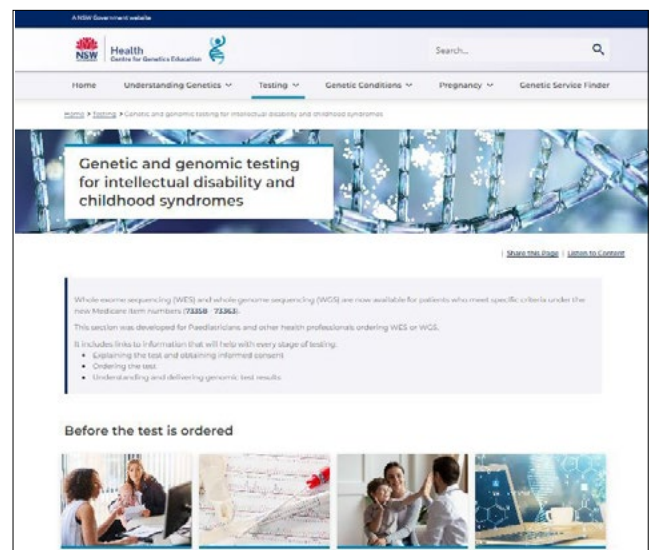 A NSW Government website
NSW
Health
Centre for Genetics Education
Search...
Home Understanding Genetics Testing Genetic Conditions Pregnancy Genetic Service Finder
Home > Testing > Genetic and genomic testing for intellectual disability and childhood syndromes
Genetic and genomic testing
for intellectual disability and
childhood syndromes
| Share this Page | Listen to Content
Whole exome sequencing (WES) and whole genome sequencing (WGS) are now available for patients who meet specific criteria under the
new Medicare item numbers (73358 - 73363).
This section was developed for Paediatricians and other health professionals ordering WES or WGS.
It includes links to information that will help with every stage of testing:
• Explaining the test and obtaining informed consent
• Ordering the test
• Understanding and delivering genomic test results
Before the test is ordered